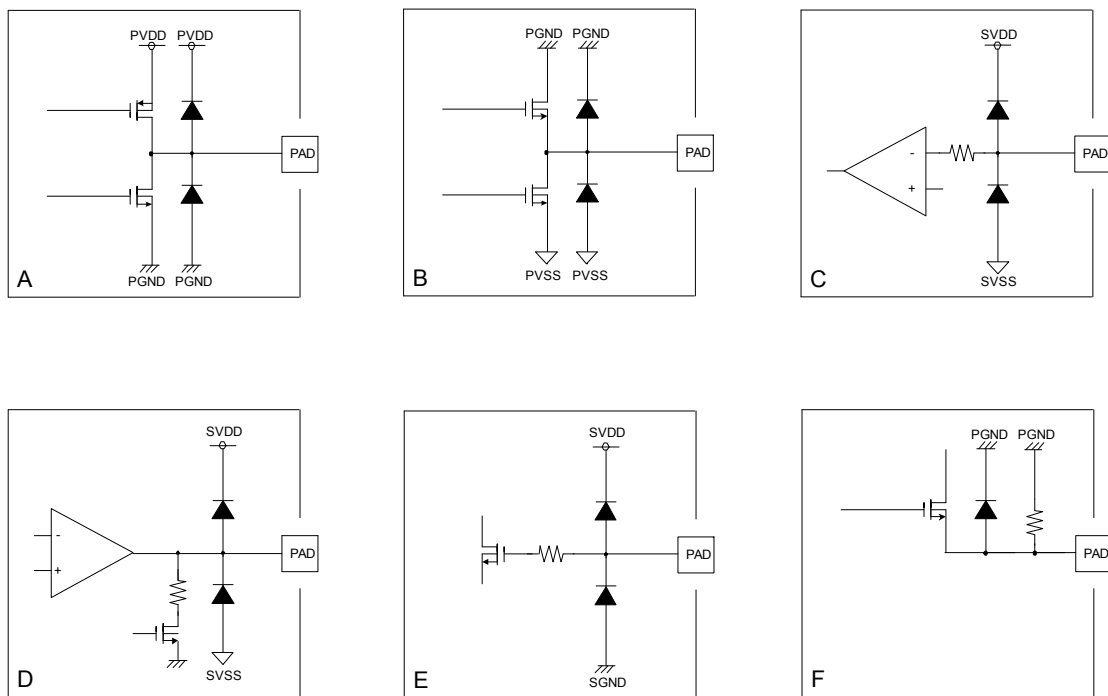 PVDD PVDD
PAD
PGND PGND
A
PGND PGND
PAD
PVSS PVSS
B
SVDD
-
PAD
+
SVSS
C
SVDD
-
PAD
+
SVSS
D
SVDD
PAD
SGND
E
PGND PGND
PAD
F